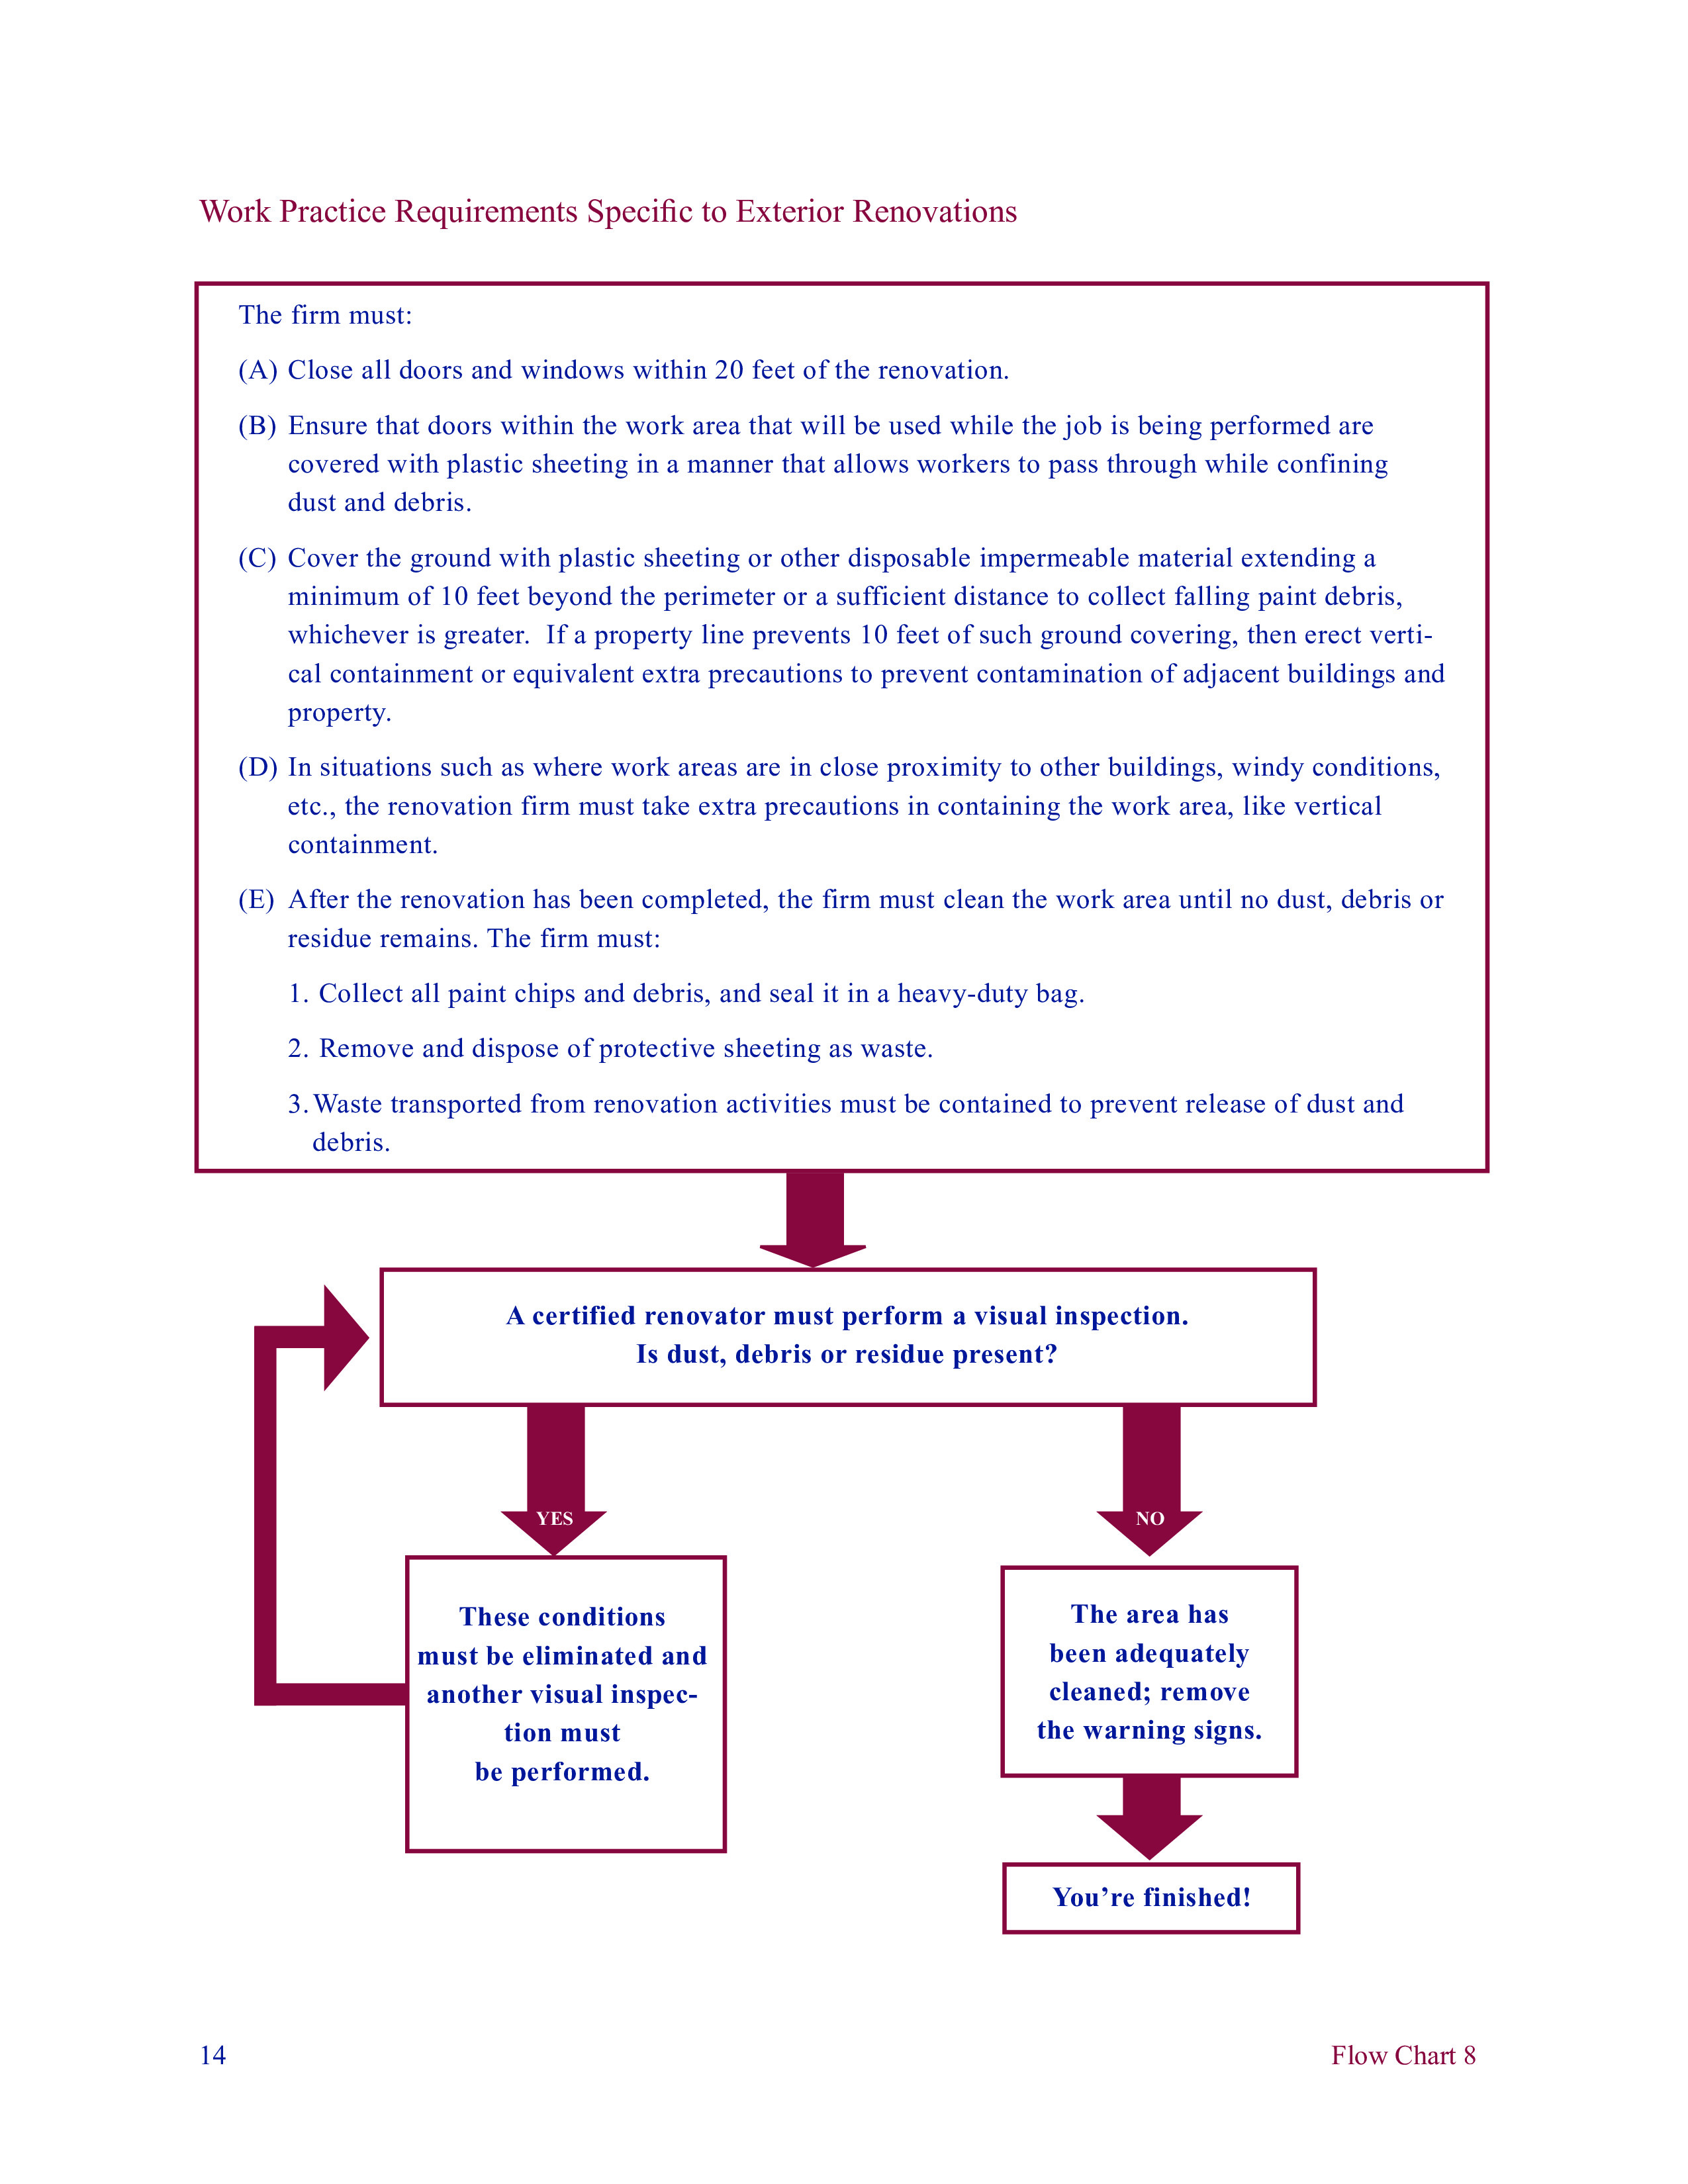 Work Practice Requirements Specific to Exterior Renovations
The firm must:
(A) Close all doors and windows within 20 feet of the renovation.
(B) Ensure that doors within the work area that will be used while the job is being performed are
covered with plastic sheeting in a manner that allows workers to pass through while confining
dust and debris.
(C) Cover the ground with plastic sheeting or other disposable impermeable material extending a
minimum of 10 feet beyond the perimeter or a sufficient distance to collect falling paint debris,
whichever is greater.  If a property line prevents 10 feet of such ground covering, then erect verti-
cal containment or equivalent extra precautions to prevent contamination of adjacent buildings and
property.
(D) In situations such as where work areas are in close proximity to other buildings, windy conditions,
etc., the renovation firm must take extra precautions in containing the work area, like vertical
containment.
(E) After the renovation has been completed, the firm must clean the work area until no dust, debris or
residue remains. The firm must:
1. Collect all paint chips and debris, and seal it in a heavy-duty bag.
2. Remove and dispose of protective sheeting as waste.
3. Waste transported from renovation activities must be contained to prevent release of dust and
debris.
A certified renovator must perform a visual inspection.
Is dust, debris or residue present?
YES
NO
These conditions
must be eliminated and
another visual inspec-
tion must
be performed.
The area has
been adequately
cleaned; remove
the warning signs.
You’re finished!
14
Flow Chart 8